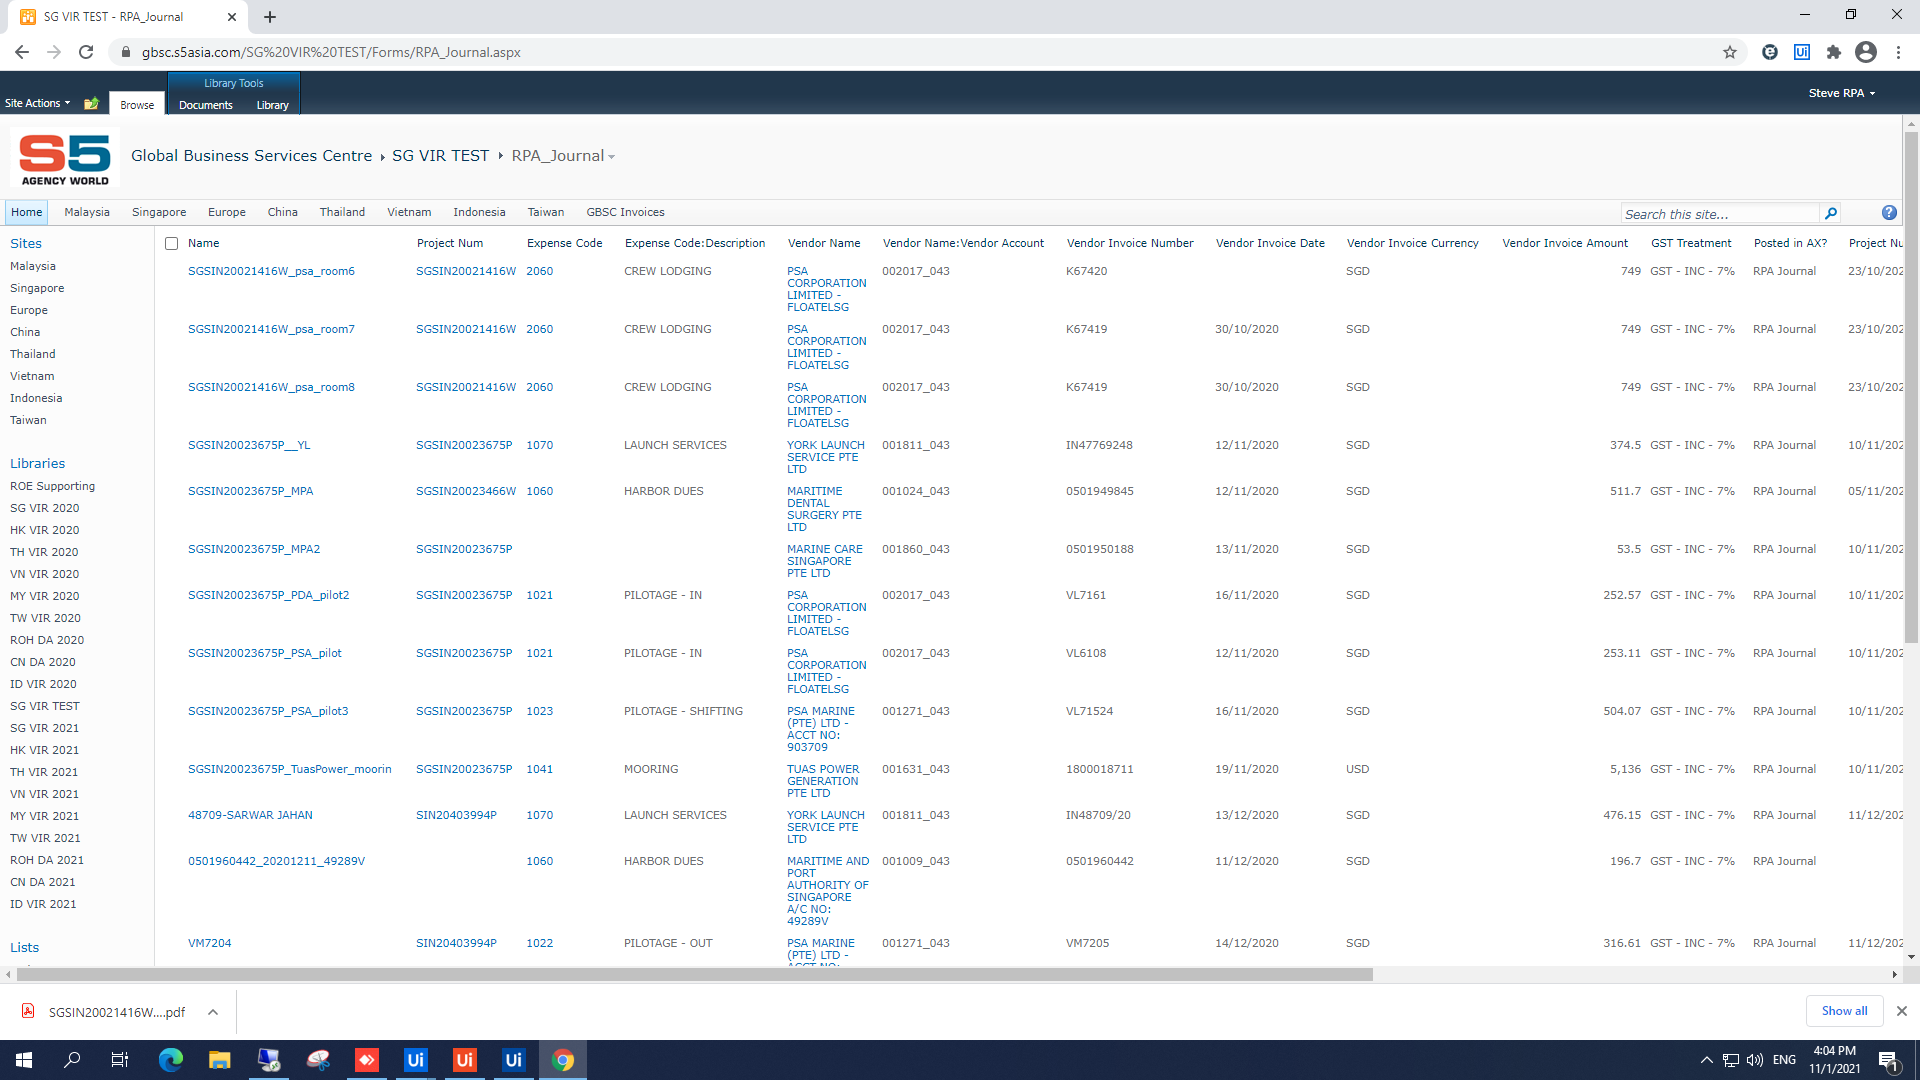 SG VIR TEST - RPA_Journal
gbsc.s5asia.com/SG%20VIR%20TEST/Forms/RPA_Journal.aspx
Library Tools
Site Actions
Browse
Documents
Library
Steve RPA
S5
AGENCY WORLD
Global Business Services Centre
SG VIR TEST
RPA_Journal
Home Malaysia Singapore Europe China Thailand Vietnam Indonesia Taiwan GBSC Invoices
Search this site...
Sites
Malaysia
Singapore
Europe
China
Thailand
Vietnam
Indonesia
Taiwan
Libraries
ROE Supporting
SG VIR 2020
HK VIR 2020
TH VIR 2020
VN VIR 2020
MY VIR 2020
TW VIR 2020
ROH DA 2020
CN DA 2020
ID VIR 2020
SG VIR TEST
SG VIR 2021
HK VIR 2021
TH VIR 2021
VN VIR 2021
MY VIR 2021
TW VIR 2021
ROH DA 2021
CN DA 2021
ID VIR 2021
Lists
Name Project Num Expense Code Expense Code:Description Vendor Name Vendor Name:Vendor Account Vendor Invoice Number Vendor Invoice Date Vendor Invoice Currency Vendor Invoice Amount GST Treatment Posted in AX? Project Nu
SGSIN20021416W_psa_room6 SGSIN20021416W 2060 CREW LODGING PSA 002017_043 K67420 SGD 749 GST - INC - 7% RPA Journal 23/10/202
CORPORATION
LIMITED -
FLOATELSG
SGSIN20021416W_psa_room7 SGSIN20021416W 2060 CREW LODGING PSA 002017_043 K67419 30/10/2020 SGD 749 GST - INC - 7% RPA Journal 23/10/202
CORPORATION
LIMITED -
FLOATELSG
SGSIN20021416W_psa_room8 SGSIN20021416W 2060 CREW LODGING PSA 002017_043 K67419 30/10/2020 SGD 749 GST - INC - 7% RPA Journal 23/10/202
CORPORATION
LIMITED -
FLOATELSG
SGSIN20023675P__YL SGSIN20023675P 1070 LAUNCH SERVICES YORK LAUNCH 001811_043 IN47769248 12/11/2020 SGD 374.5 GST - INC - 7% RPA Journal 10/11/202
SERVICE PTE
LTD
SGSIN20023675P_MPA SGSIN20023466W 1060 HARBOR DUES MARITIME 001024_043 0501949845 12/11/2020 SGD 511.7 GST - INC - 7% RPA Journal 05/11/202
DENTAL
SURGERY PTE
LTD
SGSIN20023675P_MPA2 SGSIN20023675P MARINE CARE 001860_043 0501950188 13/11/2020 SGD 53.5 GST - INC - 7% RPA Journal 10/11/202
SINGAPORE
PTE LTD
SGSIN20023675P_PDA_pilot2 SGSIN20023675P 1021 PILOTAGE - IN PSA 002017_043 VL7161 16/11/2020 SGD 252.57 GST - INC - 7% RPA Journal 10/11/202
CORPORATION
LIMITED -
FLOATELSG
SGSIN20023675P_PSA_pilot SGSIN20023675P 1021 PILOTAGE - IN PSA 002017_043 VL6108 12/11/2020 SGD 253.11 GST - INC - 7% RPA Journal 10/11/202
CORPORATION
LIMITED -
FLOATELSG
SGSIN20023675P_PSA_pilot3 SGSIN20023675P 1023 PILOTAGE - SHIFTING PSA MARINE 001271_043 VL71524 16/11/2020 SGD 504.07 GST - INC - 7% RPA Journal 10/11/202
(PTE) LTD -
ACCT NO:
903709
SGSIN20023675P_TuasPower_moorin SGSIN20023675P 1041 MOORING TUAS POWER 001631_043 1800018711 19/11/2020 USD 5,136 GST - INC - 7% RPA Journal 10/11/202
GENERATION
PTE LTD
48709-SARWAR JAHAN SIN20403994P 1070 LAUNCH SERVICES YORK LAUNCH 001811_043 IN48709/20 13/12/2020 SGD 476.15 GST - INC - 7% RPA Journal 11/12/202
SERVICE PTE
LTD
0501960442_20201211_49289V 1060 HARBOR DUES MARITIME AND 001009_043 0501960442 11/12/2020 SGD 196.7 GST - INC - 7% RPA Journal
PORT
AUTHORITY OF
SINGAPORE
A/C NO:
49289V
VM7204 SIN20403994P 1022 PILOTAGE - OUT PSA MARINE 001271_043 VM7205 14/12/2020 SGD 316.61 GST - INC - 7% RPA Journal 11/12/202
(PTE) LTD -
ACCT NO:
SGSIN20021416W....pdf
Show all
ENG
4:04 PM
11/1/2021
1